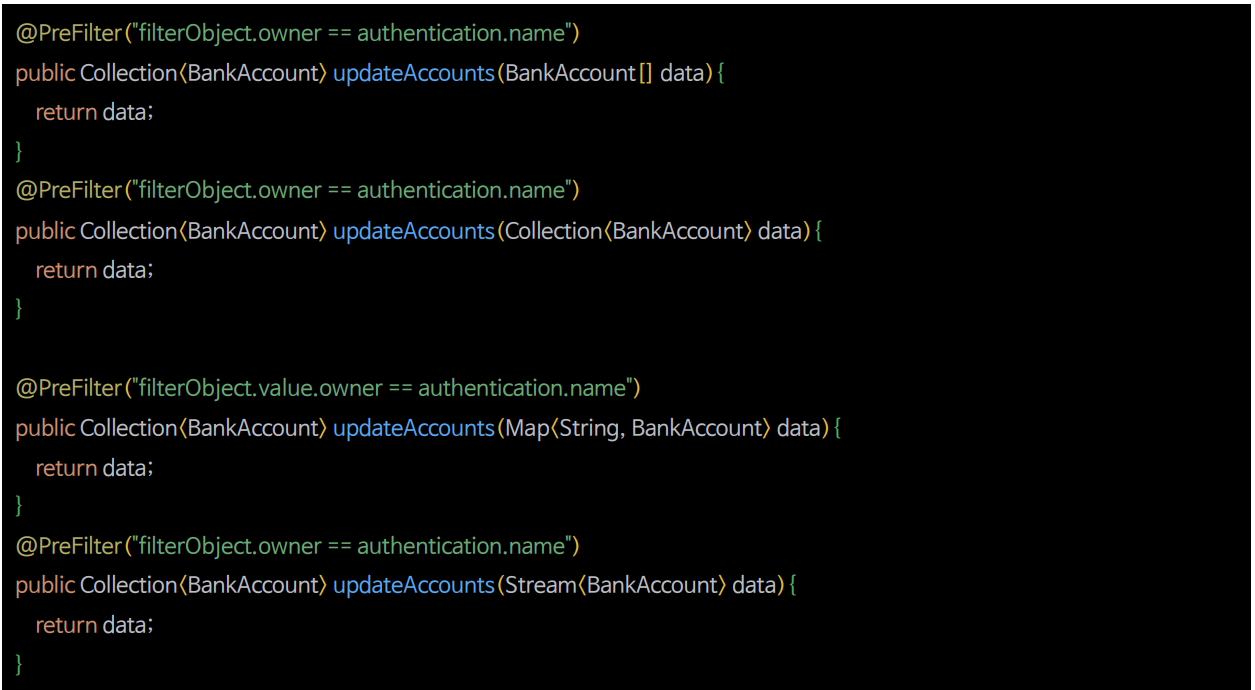 @PreFilter("filterObject.owner == authentication.name")
public Collection〈BankAccount〉 updateAccounts(BankAccount[] data){
return data;
}
@PreFilter("filterObject.owner == authentication.name")
public Collection〈BankAccount〉 updateAccounts(Collection〈BankAccount〉 data){
return data;
}
@PreFilter("filterObject.value.owner == authentication.name")
public Collection〈BankAccount〉 updateAccounts(Map〈String, BankAccount〉 data){
return data;
}
@PreFilter("filterObject.owner == authentication.name")
public Collection〈BankAccount〉 updateAccounts(Stream〈BankAccount〉 data){
return data;
}